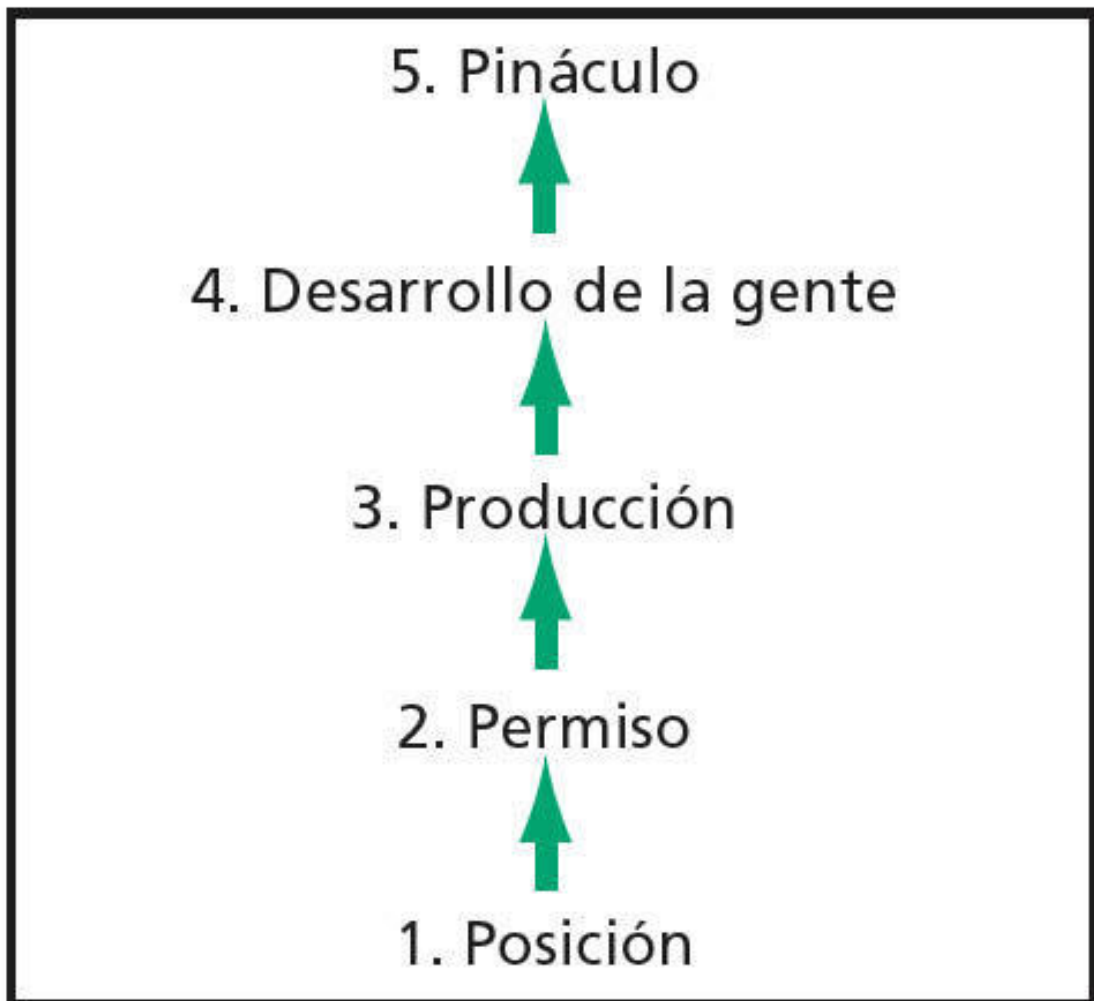 5. Pináculo
4. Desarrollo de la gente
3. Producción
2. Permiso
1. Posición